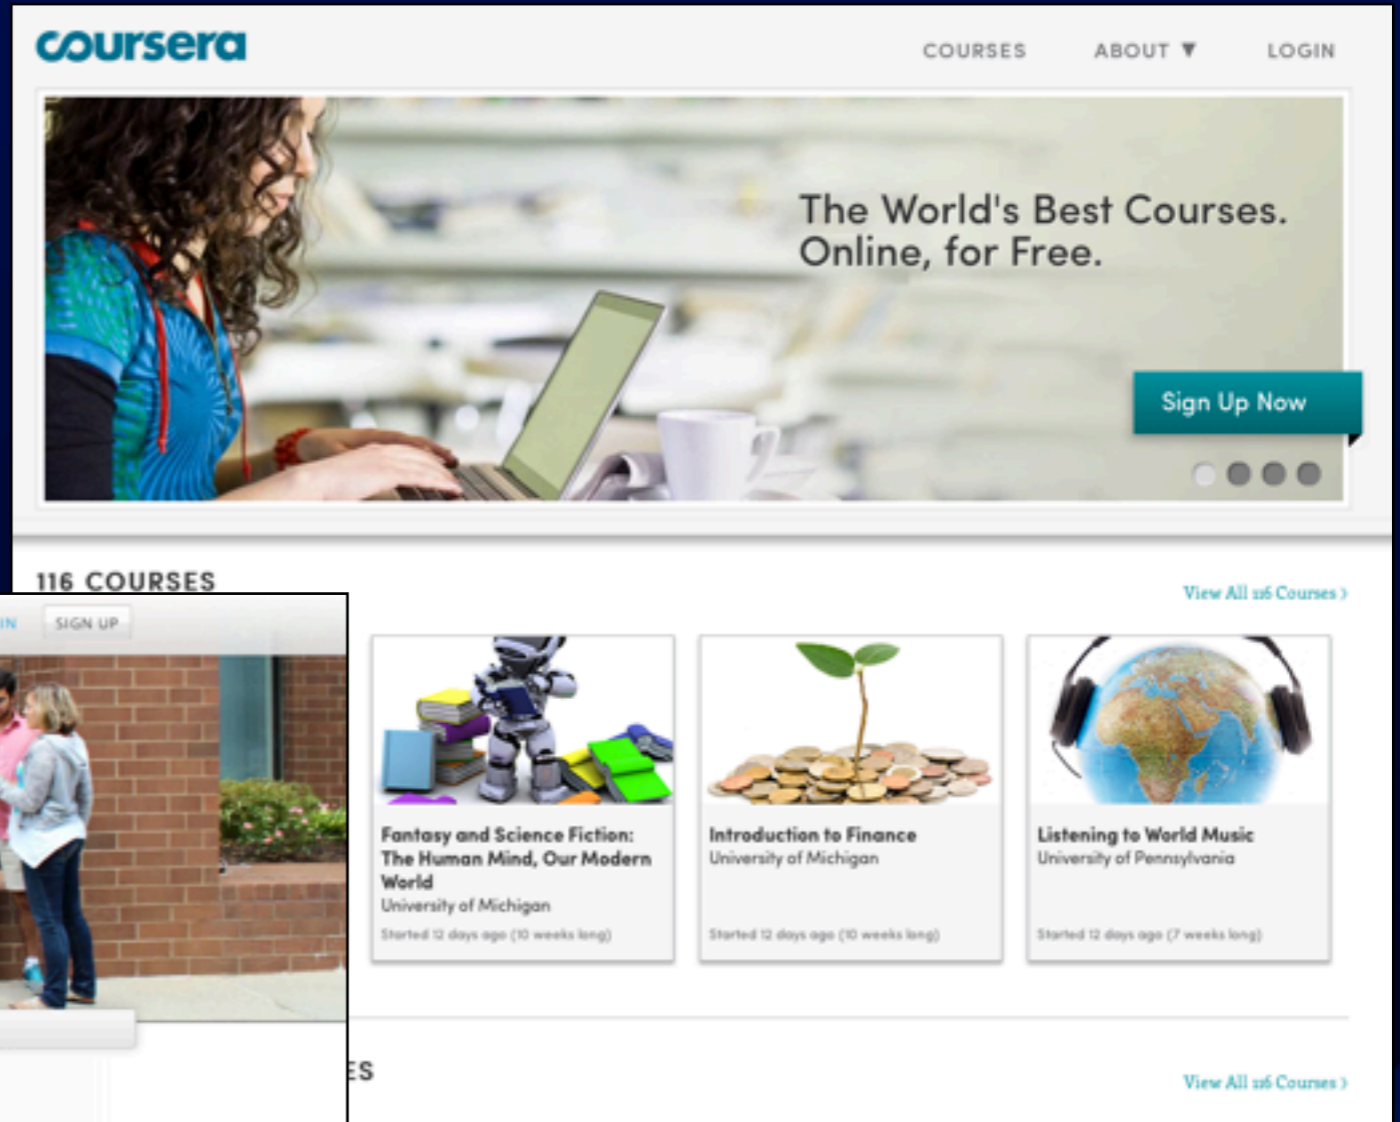 coursera
COURSES
ABOUT ▼
LOGIN
The World's Best Courses.
Online, for Free.
Sign Up Now
116 COURSES
View All 116 Courses ›
IN
SIGN UP
Fantasy and Science Fiction:
The Human Mind, Our Modern
World
University of Michigan
Started 12 days ago (10 weeks long)
Introduction to Finance
University of Michigan
Started 12 days ago (10 weeks long)
Listening to World Music
University of Pennsylvania
Started 12 days ago (7 weeks long)
ES
View All 116 Courses ›